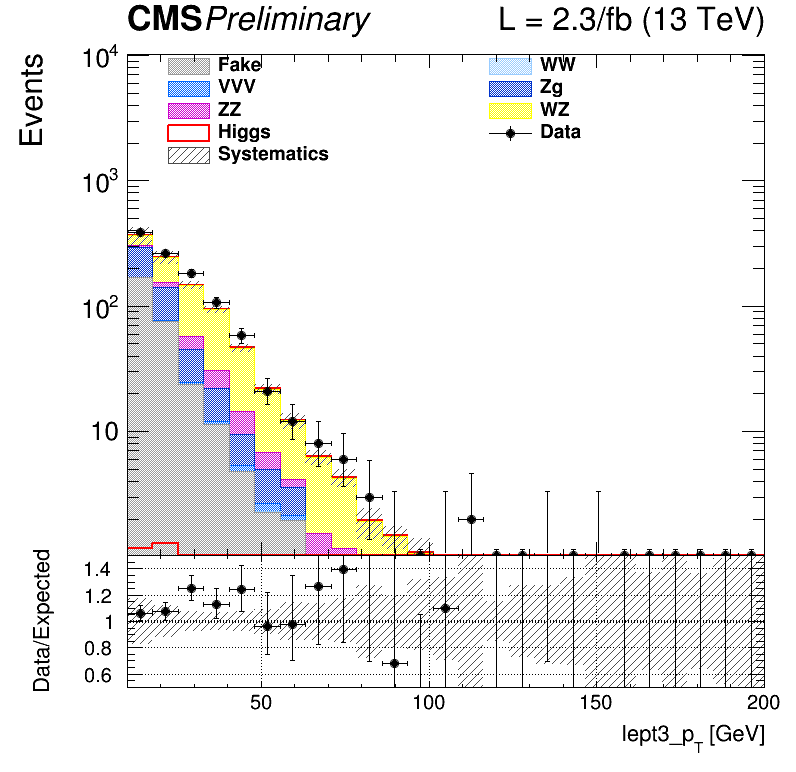 CMS Preliminary L = 2.3/fb (13 TeV)
Events
10^4
10^3
10^2
10
Fake
VVV
ZZ
Higgs
Systematics
WW
Zg
WZ
Data
Data/Expected
1.4
1.2
1
0.8
0.6
50 100 150 200
lept3_p_T [GeV]